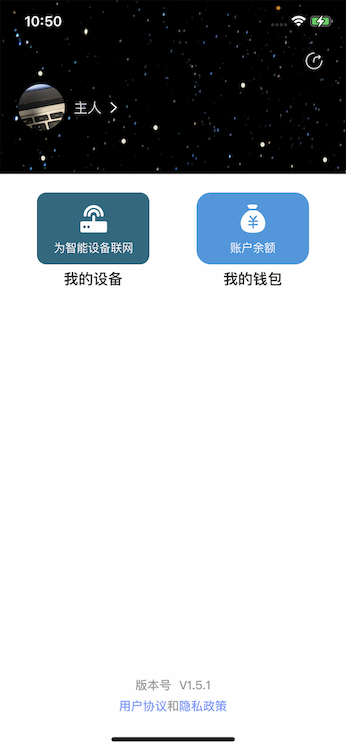 10:50
主人
为智能设备联网
账户余额
我的设备
我的钱包
版本号 V1.5.1
用户协议和隐私政策